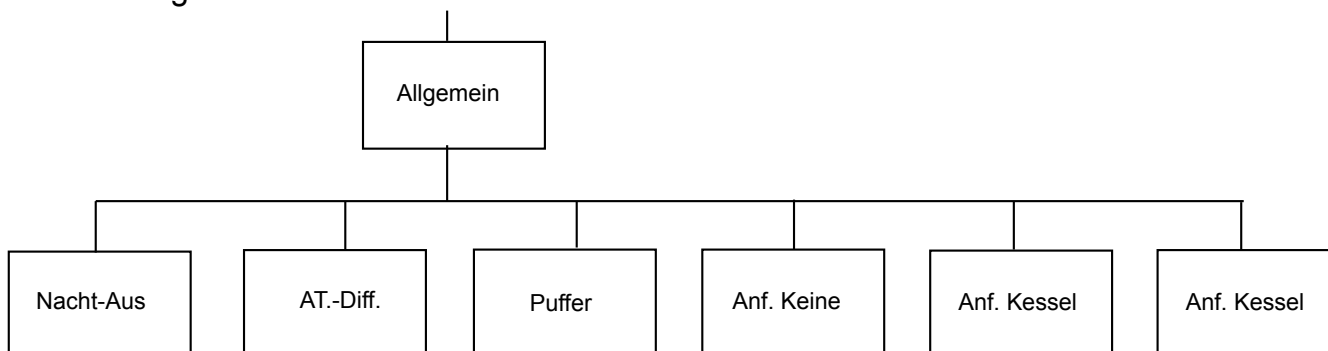 Allgemein
Nacht-Aus
AT.-Diff.
Puffer
Anf. Keine
Anf. Kessel
Anf. Kessel